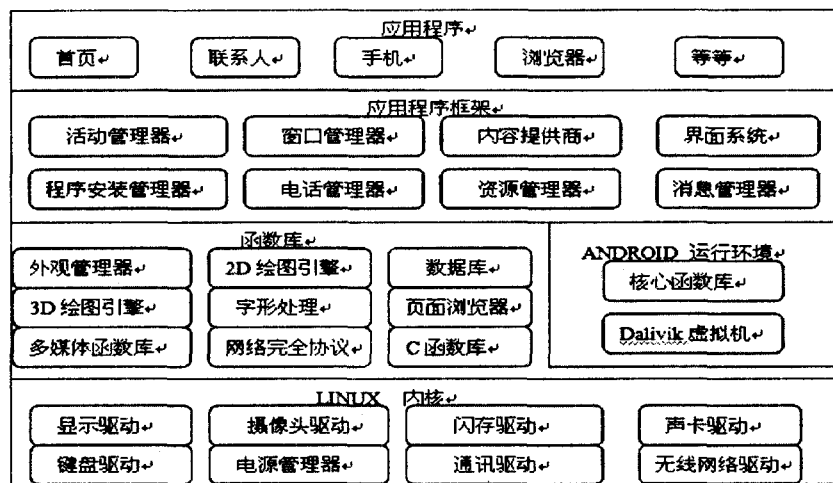 应用程序
首页 联系人 手机 浏览器 等等
应用程序框架
活动管理器 窗口管理器 内容提供商 界面系统
程序安装管理器 电话管理器 资源管理器 消息管理器
函数库
外观管理器 2D 绘图引擎 数据库
3D 绘图引擎 字形处理 页面浏览器
多媒体函数库 网络完全协议 C 函数库
ANDROID 运行环境
核心函数库
Dalivik 虚拟机
LINUX 内核
显示驱动 摄像头驱动 闪存驱动 声卡驱动
键盘驱动 电源管理器 通讯驱动 无线网络驱动